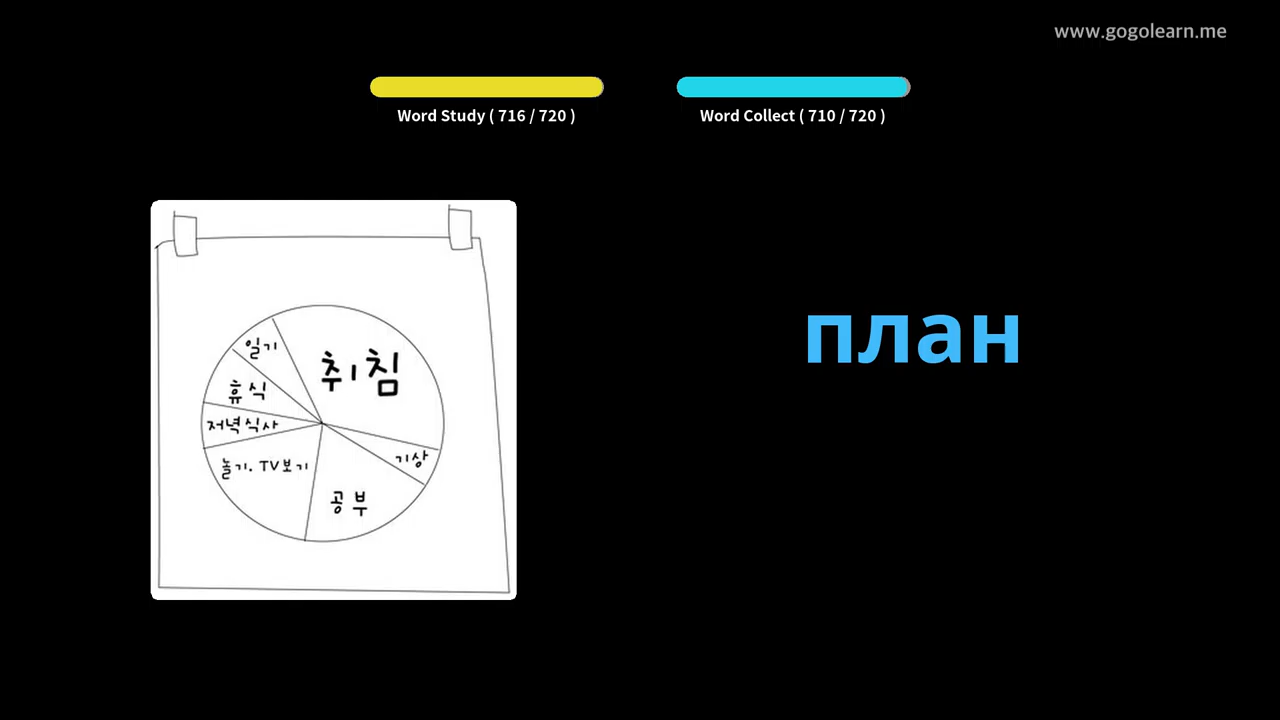 www.gogolearn.me
Word Study ( 716 / 720 )
Word Collect ( 710 / 720 )
일기
취침
휴식
저녁식사
놀기. TV보기
기상
공부
план